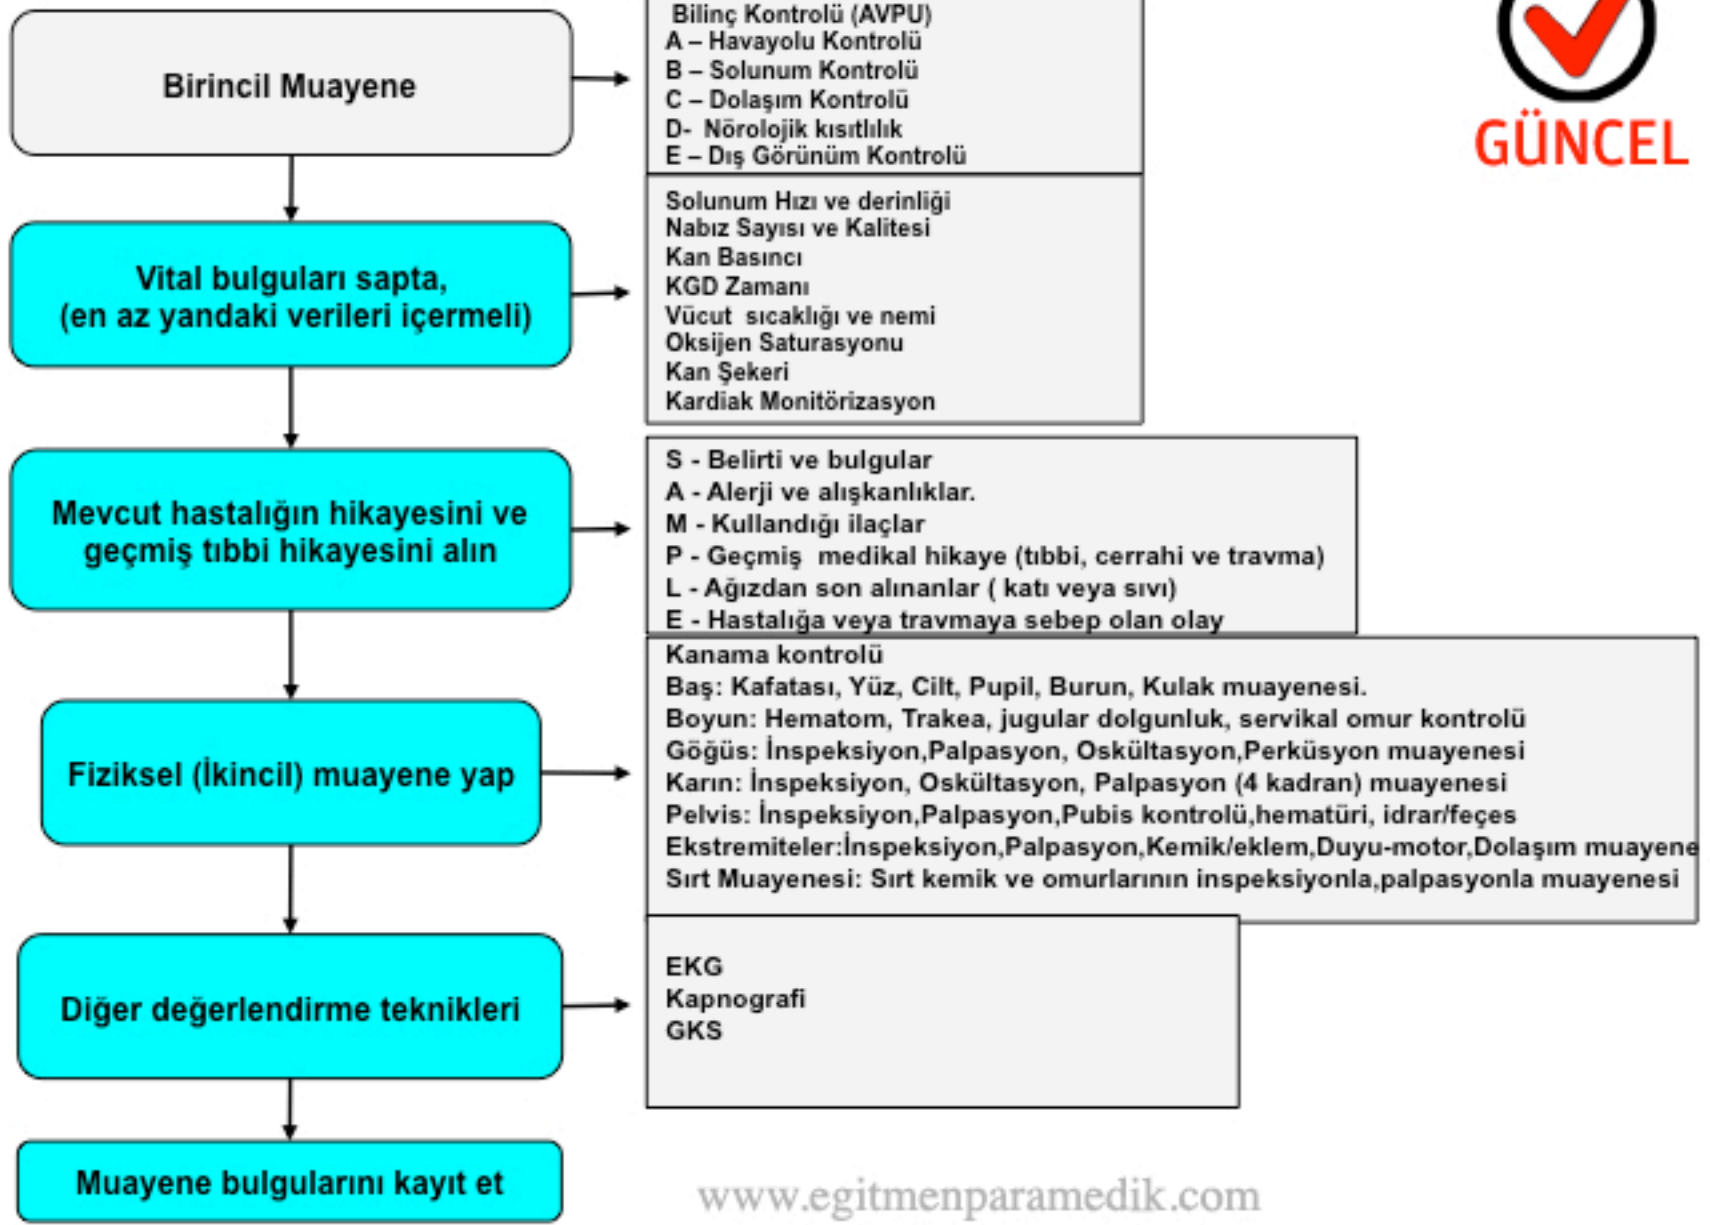 Birincil Muayene
Bilinç Kontrolü (AVPU)
A – Havayolu Kontrolü
B – Solunum Kontrolü
C – Dolaşım Kontrolü
D- Nörolojik kısıtlılık
E – Dış Görünüm Kontrolü
GÜNCEL
Vital bulguları sapta,
(en az yandaki verileri içermeli)
Solunum Hızı ve derinliği
Nabız Sayısı ve Kalitesi
Kan Basıncı
KGD Zamanı
Vücut sıcaklığı ve nemi
Oksijen Saturasyonu
Kan Şekeri
Kardiak Monitörizasyon
Mevcut hastalığın hikayesini ve
geçmiş tıbbi hikayesini alın
S - Belirti ve bulgular
A - Alerji ve alışkanlıklar.
M - Kullandığı ilaçlar
P - Geçmiş medikal hikaye (tıbbi, cerrahi ve travma)
L - Ağızdan son alınanlar ( katı veya sıvı)
E - Hastalığa veya travmaya sebep olan olay
Fiziksel (İkincil) muayene yap
Kanama kontrolü
Baş: Kafatası, Yüz, Cilt, Pupil, Burun, Kulak muayenesi.
Boyun: Hematom, Trakea, jugular dolgunluk, servikal omur kontrolü
Göğüs: İnspeksiyon,Palpasyon, Oskültasyon,Perküsyon muayenesi
Karın: İnspeksiyon, Oskültasyon, Palpasyon (4 kadran) muayenesi
Pelvis: İnspeksiyon,Palpasyon,Pubis kontrolü,hematüri, idrar/feçes
Ekstremiteler:İnspeksiyon,Palpasyon,Kemik/eklem,Duyu-motor,Dolaşım muayene
Sırt Muayenesi: Sırt kemik ve omurlarının inspeksiyonla,palpasyonla muayenesi
Diğer değerlendirme teknikleri
EKG
Kapnografi
GKS
Muayene bulgularını kayıt et
www.egitmenparamedik.com